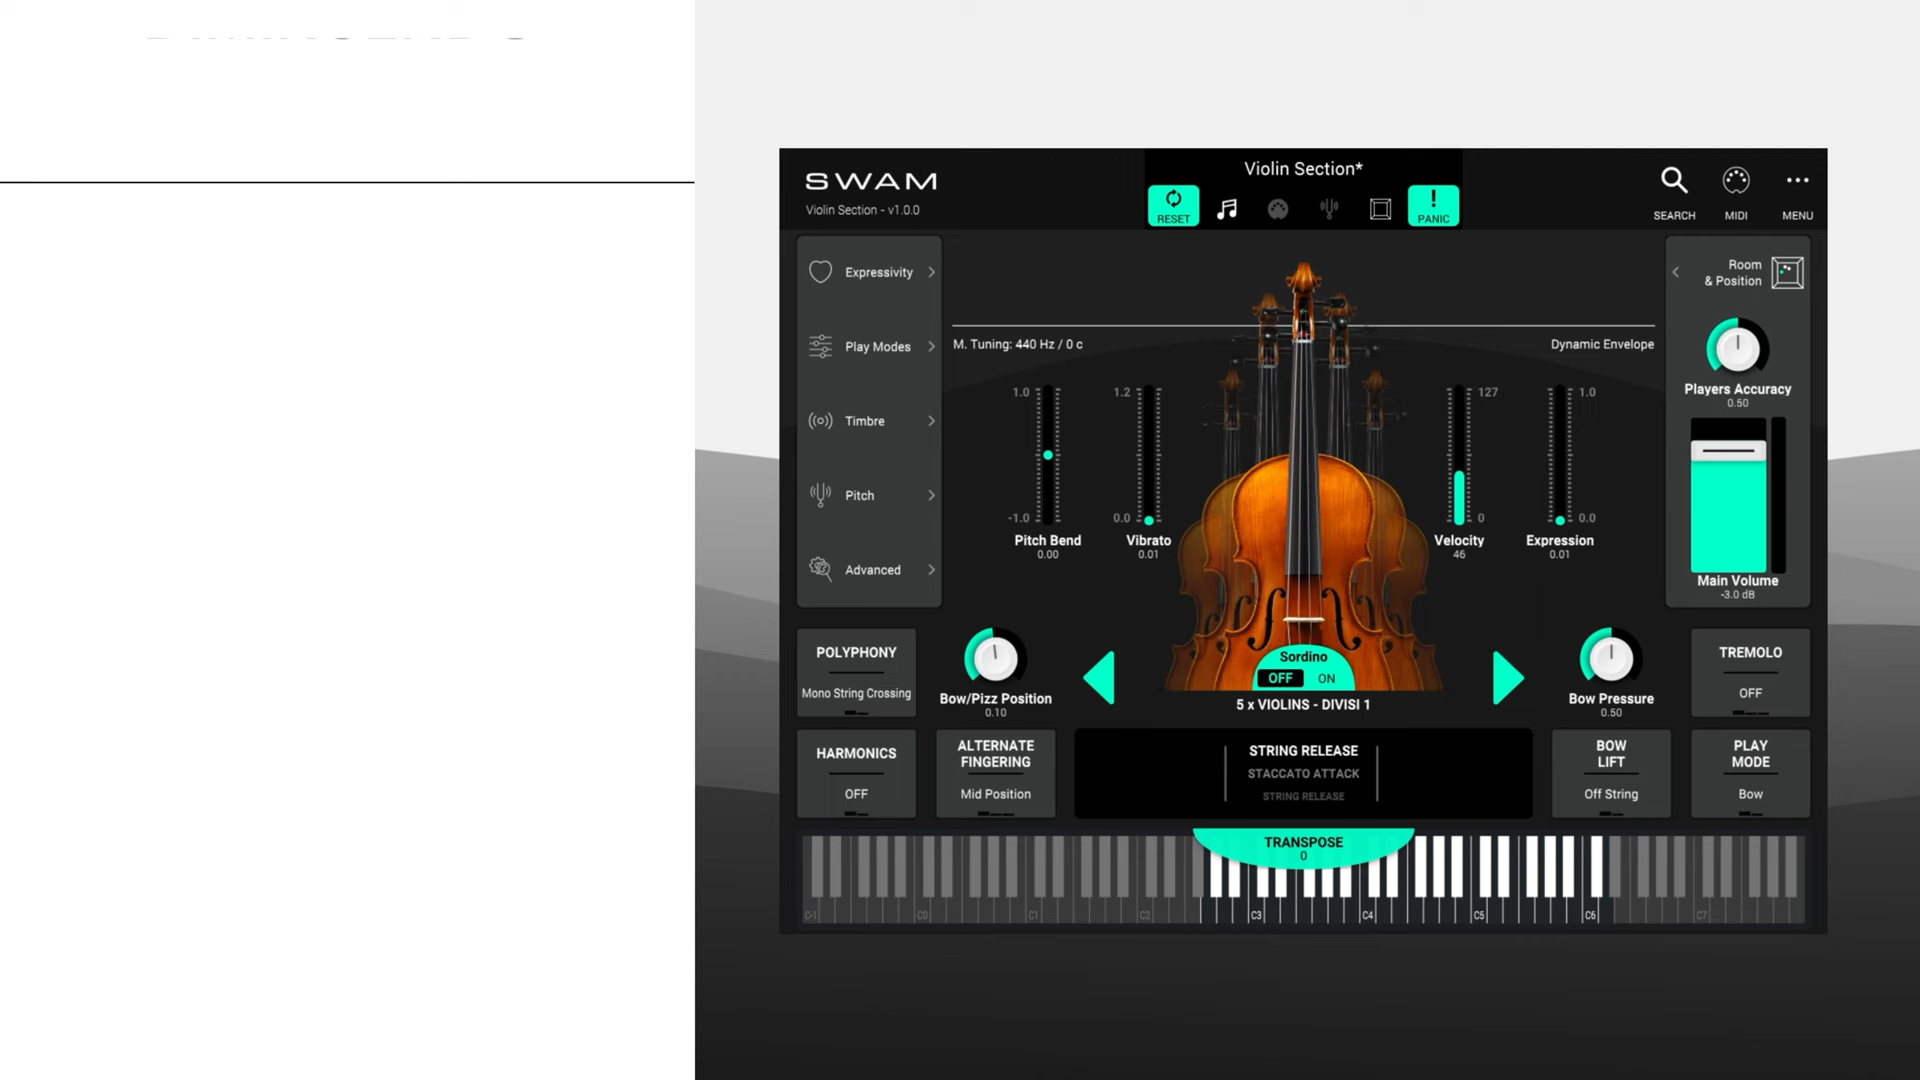 SWAM
Violin Section - v1.0.0
Violin Section*
RESET
PANIC
SEARCH
MIDI
MENU
Expressivity
Play Modes
Timbre
Pitch
Advanced
M. Tuning: 440 Hz / 0 c
Dynamic Envelope
1.0
-1.0
Pitch Bend
0.00
1.2
0.0
Vibrato
0.01
127
0
Velocity
46
1.0
0.0
Expression
0.01
Room
& Position
Players Accuracy
0.50
Main Volume
-3.0 dB
POLYPHONY
Mono String Crossing
Bow/Pizz Position
0.10
Sordino
OFF ON
5 x VIOLINS - DIVISI 1
Bow Pressure
0.50
TREMOLO
OFF
HARMONICS
OFF
ALTERNATE
FINGERING
Mid Position
STRING RELEASE
STACCATO ATTACK
STRING RELEASE
BOW
LIFT
Off String
PLAY
MODE
Bow
TRANSPOSE
0
C-1 C0 C1 C2 C3 C4 C5 C6 C7